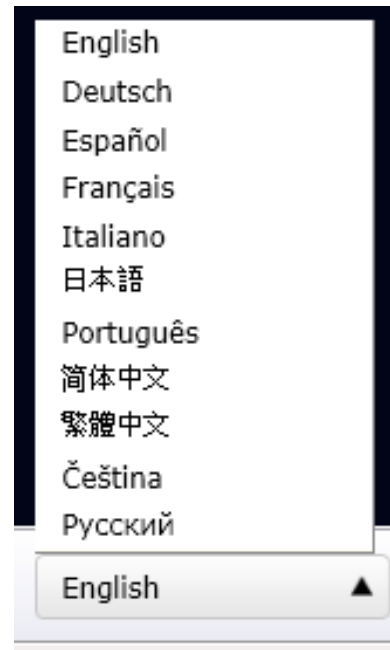 English
Deutsch
Español
Français
Italiano
日本語
Português
简体中文
繁體中文
Čeština
Русский
English